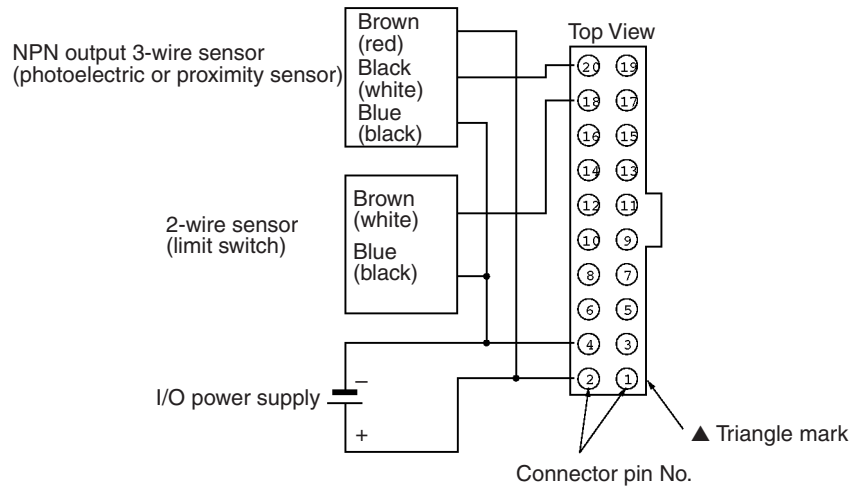 NPN output 3-wire sensor
(photoelectric or proximity sensor)
Brown
(red)
Black
(white)
Blue
(black)
Top View
20 19
18 17
16 15
14 13
12 11
10 9
8 7
6 5
4 3
2 1
2-wire sensor
(limit switch)
Brown
(white)
Blue
(black)
I/O power supply
–
+
▲ Triangle mark
Connector pin No.